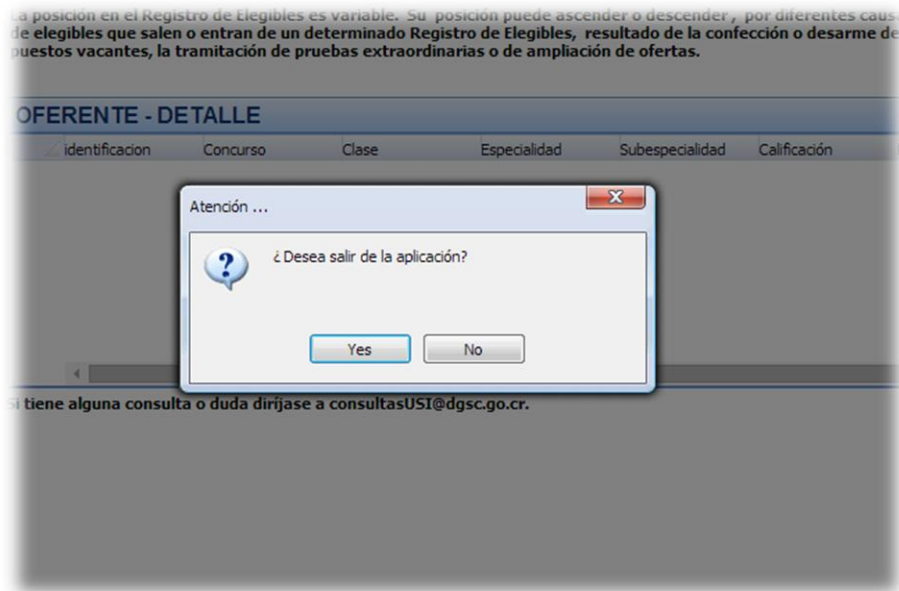 La posición en el Registro de Elegibles es variable. Su posición puede ascender o descender , por diferentes
de elegibles que salen o entran de un determinado Registro de Elegibles, resultado de la confección o desarme de
puestos vacantes, la tramitación de pruebas extraordinarias o de ampliación de ofertas.
OFERENTE - DETALLE
identificacion Concurso Clase Especialidad Subespecialidad Calificación
Atención ...
¿ Desea salir de la aplicación?
Yes No
Si tiene alguna consulta o duda diríjase a consultasUSI@dgsc.go.cr.